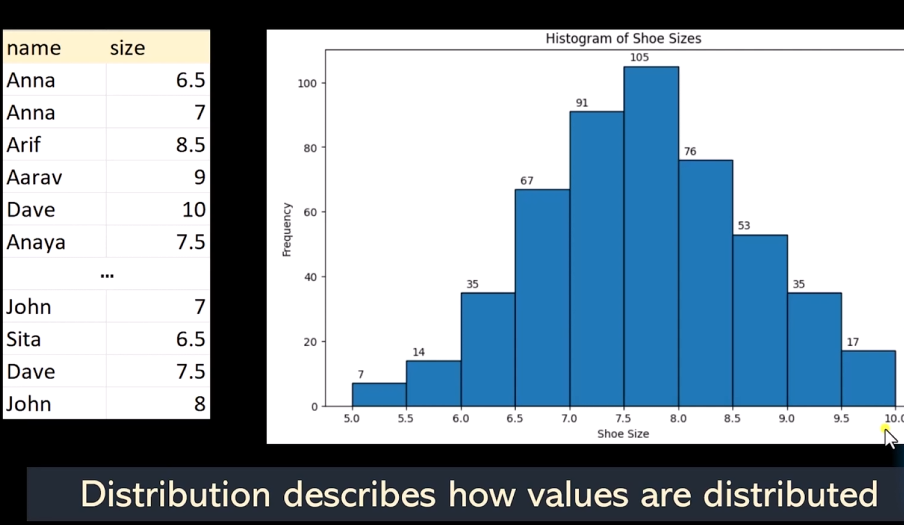 name size
Anna 6.5
Anna 7
Arif 8.5
Aarav 9
Dave 10
Anaya 7.5
...
John 7
Sita 6.5
Dave 7.5
John 8
Histogram of Shoe Sizes
Frequency
100
80
60
40
20
0
7
14
35
67
91
105
76
53
35
17
5.0 5.5 6.0 6.5 7.0 7.5 8.0 8.5 9.0 9.5 10.0
Shoe Size
Distribution describes how values are distributed